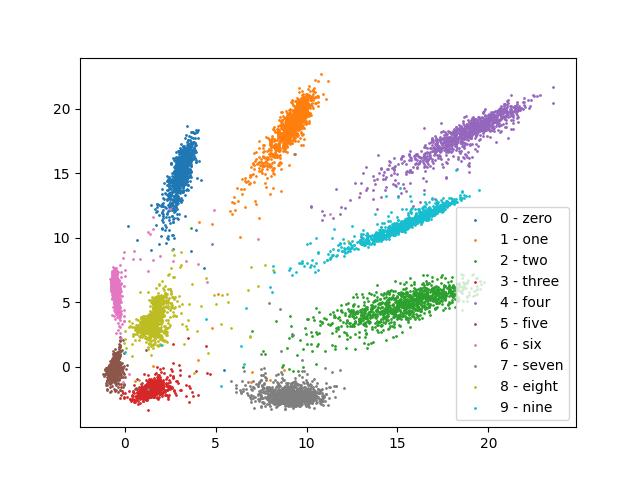 20
15
10
5
0
0
5
10
15
20
0 - zero
1 - one
2 - two
3 - three
4 - four
5 - five
6 - six
7 - seven
8 - eight
9 - nine